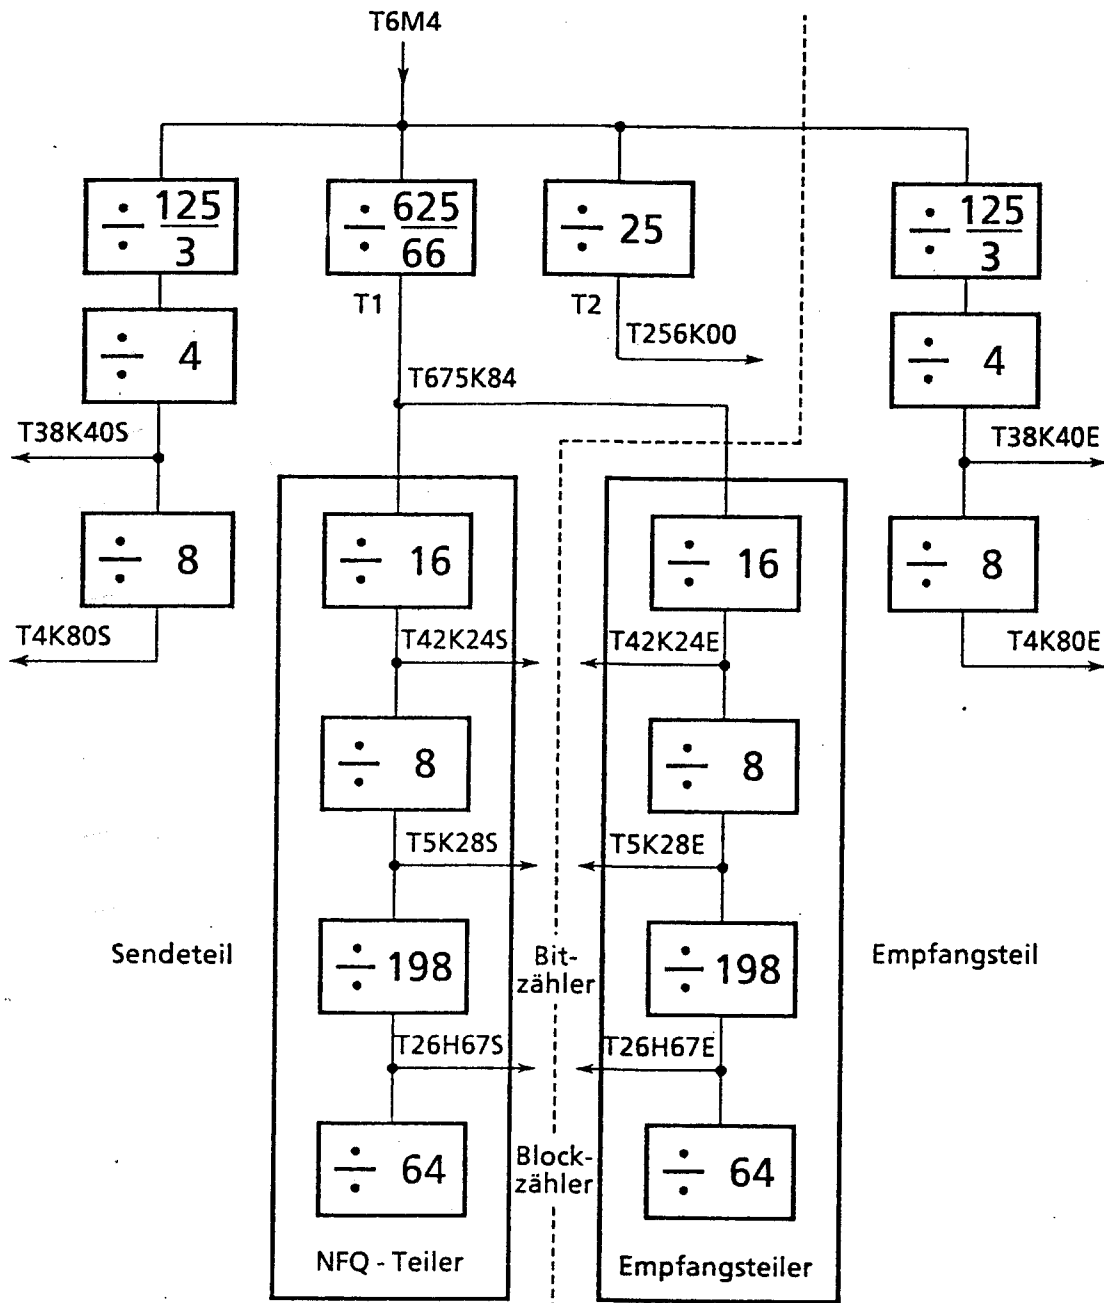 T6M4
÷ 125
3
÷ 625
66
÷ 25
÷ 125
3
T1
T2
÷ 4
T256K00
÷ 4
T675K84
T38K40S
T38K40E
÷ 8
÷ 16
÷ 16
÷ 8
T4K80S
T42K24S
T42K24E
T4K80E
÷ 8
÷ 8
T5K28S
T5K28E
Sendeteil
÷ 198
Bit-
zähler
÷ 198
Empfangsteil
T26H67S
T26H67E
÷ 64
Block-
zähler
÷ 64
NFQ - Teiler
Empfangsteiler